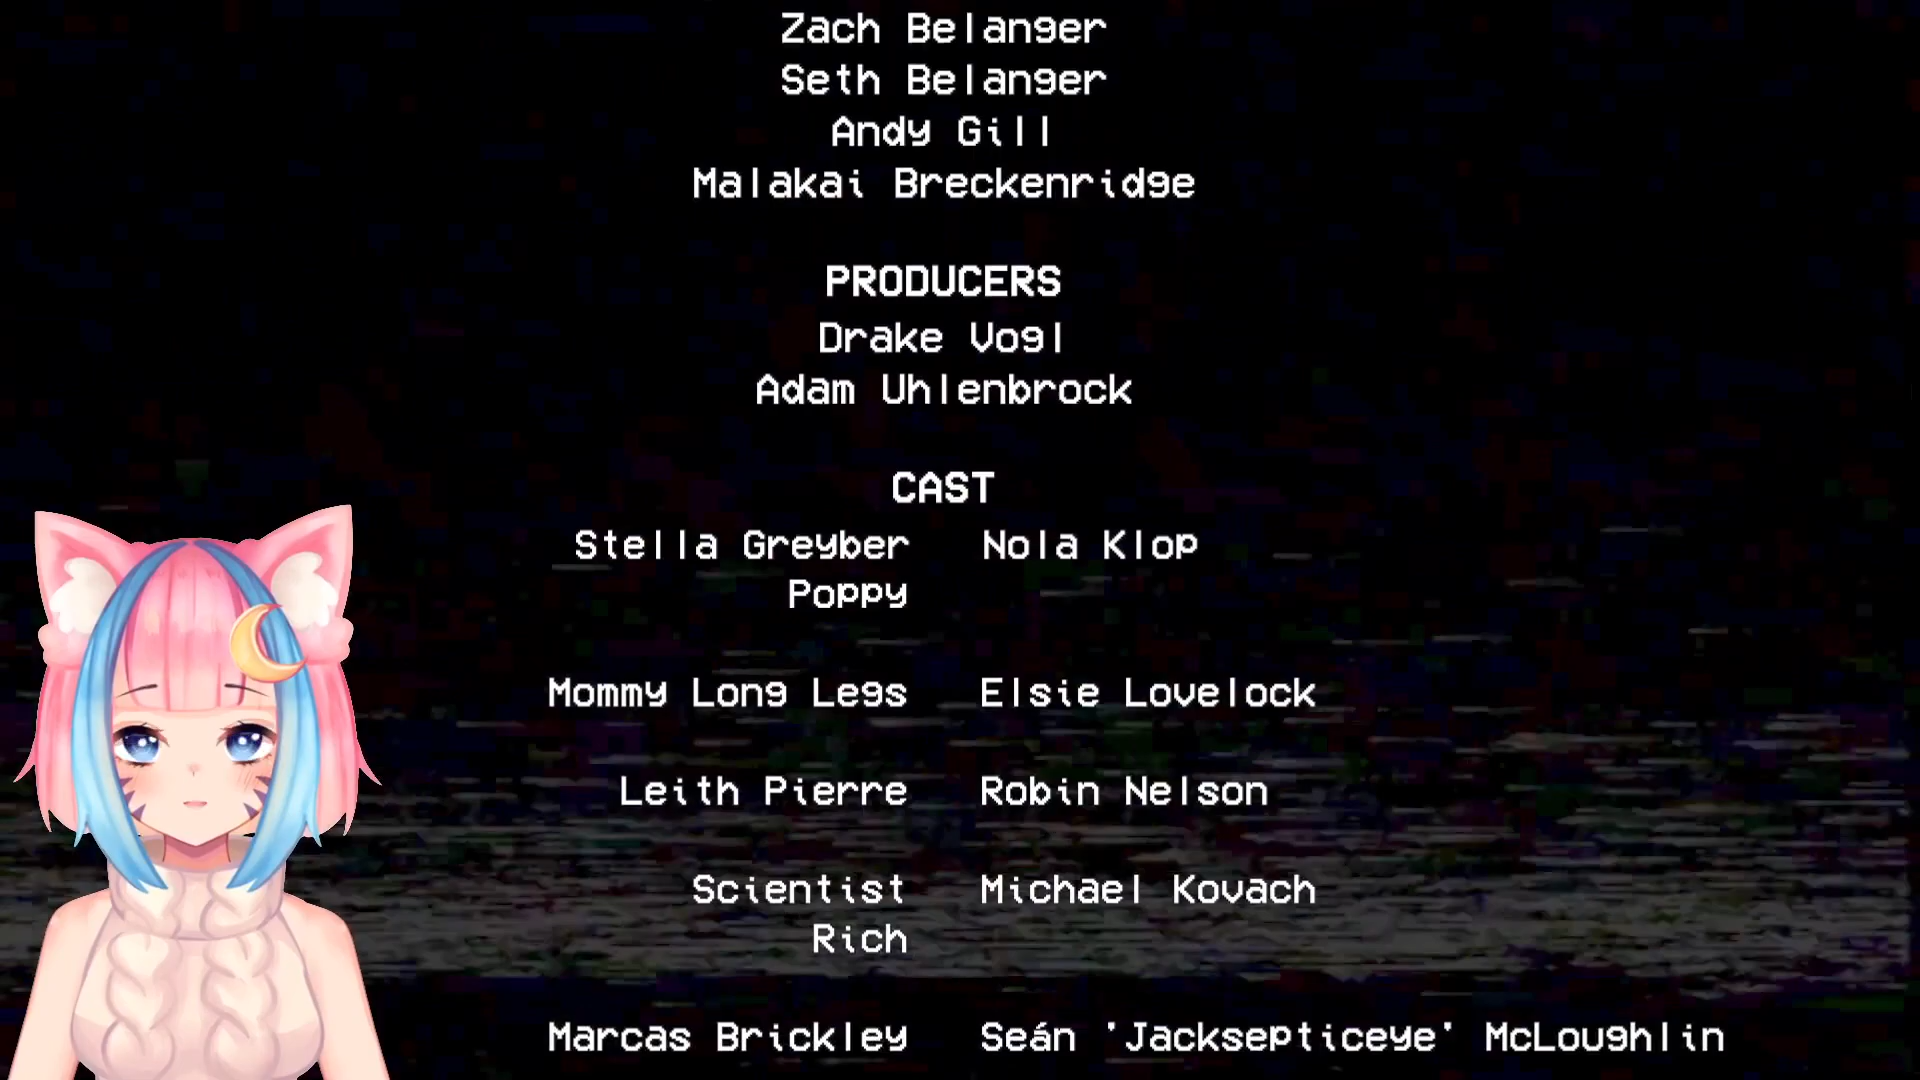 Zach Belanger
Seth Belanger
Andy Gill
Malakai Breckenridge
PRODUCERS
Drake Vogl
Adam Uhlenbrock
CAST
Stella Greyber Nola Klop
Poppy
Mommy Long Legs Elsie Lovelock
Leith Pierre Robin Nelson
Scientist Michael Kovach
Rich
Marcas Brickley Seán 'Jacksepticeye' McLoughlin